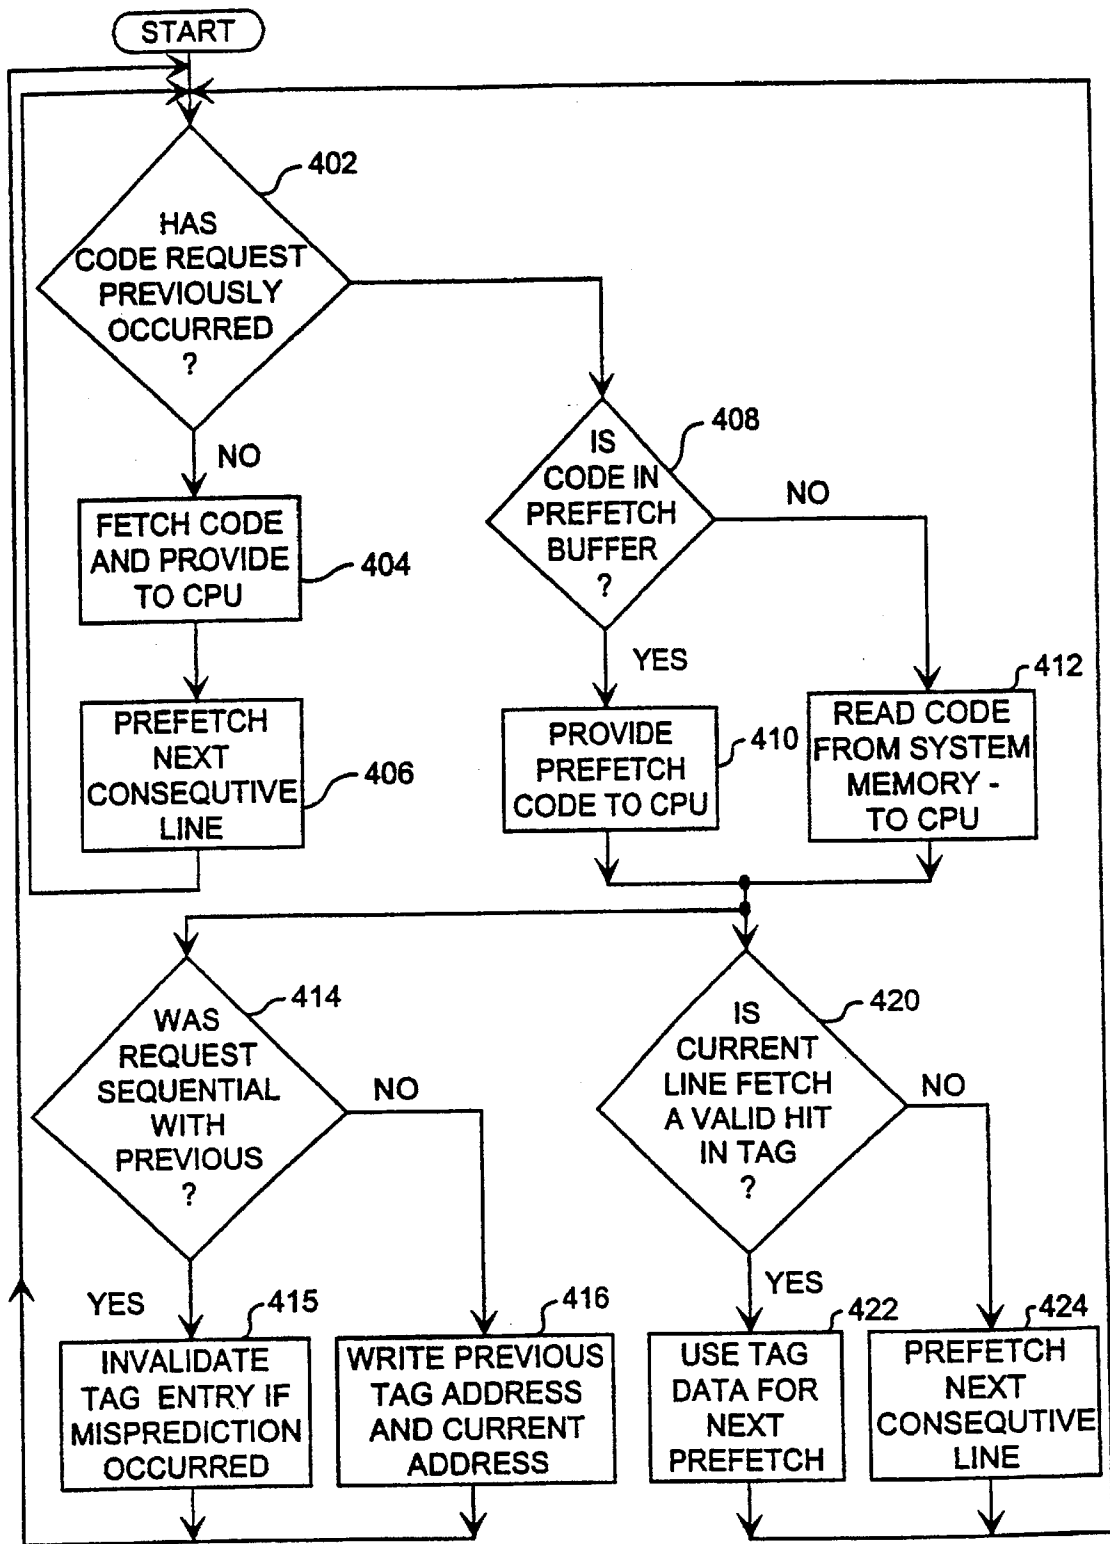 START
402
HAS
CODE REQUEST
PREVIOUSLY
OCCURRED
?
NO
FETCH CODE
AND PROVIDE
TO CPU
404
PREFETCH
NEXT
CONSEQUTIVE
LINE
406
408
IS
CODE IN
PREFETCH
BUFFER
?
NO
YES
PROVIDE
PREFETCH
CODE TO CPU
410
412
READ CODE
FROM SYSTEM
MEMORY -
TO CPU
414
WAS
REQUEST
SEQUENTIAL
WITH
PREVIOUS
?
NO
YES
415
INVALIDATE
TAG ENTRY IF
MISPREDICTION
OCCURRED
416
WRITE PREVIOUS
TAG ADDRESS
AND CURRENT
ADDRESS
420
IS
CURRENT
LINE FETCH
A VALID HIT
IN TAG
?
NO
YES
422
USE TAG
DATA FOR
NEXT
PREFETCH
424
PREFETCH
NEXT
CONSEQUTIVE
LINE